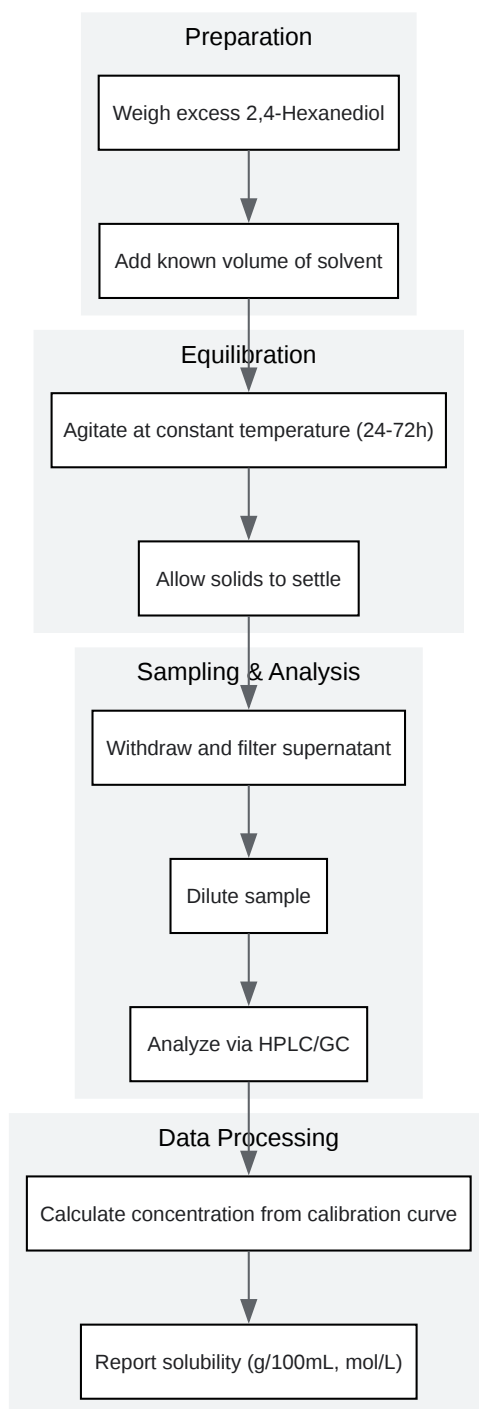 Preparation
Weigh excess 2,4-Hexanediol
Add known volume of solvent
Equilibration
Agitate at constant temperature (24-72h)
Allow solids to settle
Sampling & Analysis
Withdraw and filter supernatant
Dilute sample
Analyze via HPLC/GC
Data Processing
Calculate concentration from calibration curve
Report solubility (g/100mL, mol/L)